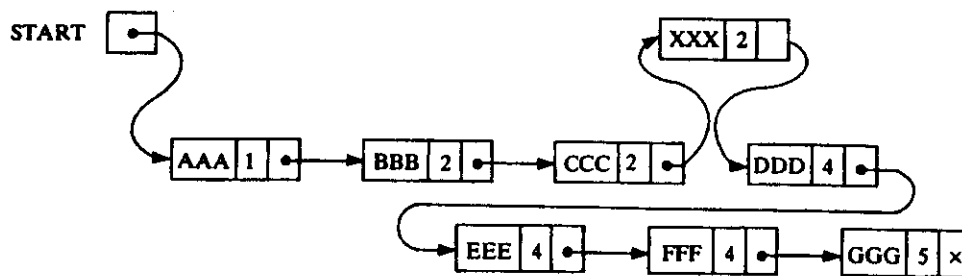 START
XXX 2
AAA 1 BBB 2 CCC 2 DDD 4
EEE 4 FFF 4 GGG 5 ×